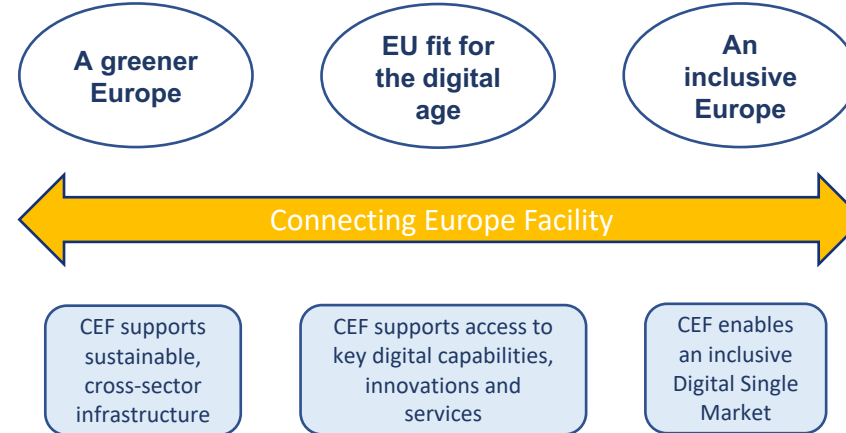 A greener
Europe
EU fit for
the digital
age
An
inclusive
Europe
Connecting Europe Facility
CEF supports
sustainable,
cross-sector
infrastructure
CEF supports access to
key digital capabilities,
innovations and
services
CEF enables
an inclusive
Digital Single
Market